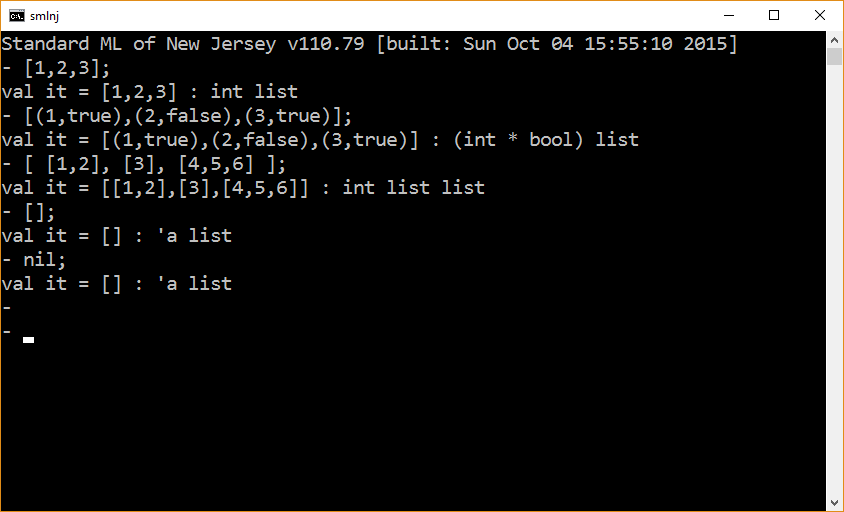 smlnj
Standard ML of New Jersey v110.79 [built: Sun Oct 04 15:55:10 2015]
- [1,2,3];
val it = [1,2,3] : int list
- [(1,true),(2,false),(3,true)];
val it = [(1,true),(2,false),(3,true)] : (int * bool) list
- [ [1,2], [3], [4,5,6] ];
val it = [[1,2],[3],[4,5,6]] : int list list
- [];
val it = [] : 'a list
- nil;
val it = [] : 'a list
-
-